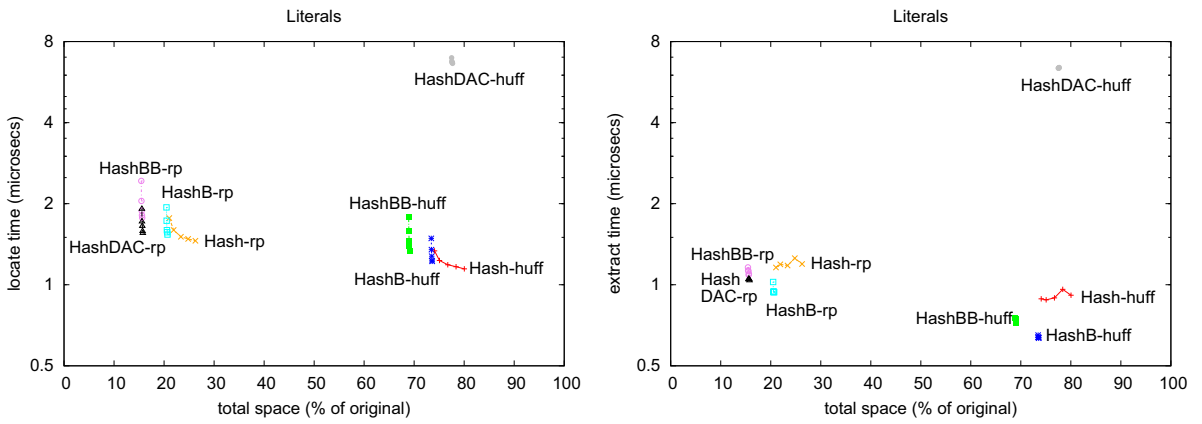 Literals
8
4
2
1
0.5
locate time (microsecs)
HashDAC-huff
HashBB-rp
HashB-rp
HashBB-huff
HashDAC-rp
Hash-rp
HashB-huff
Hash-huff
0 10 20 30 40 50 60 70 80 90 100
total space (% of original)
Literals
8
4
2
1
0.5
extract time (microsecs)
HashDAC-huff
HashBB-rp
Hash-rp
Hash
DAC-rp
HashB-rp
Hash-huff
HashBB-huff
HashB-huff
0 10 20 30 40 50 60 70 80 90 100
total space (% of original)